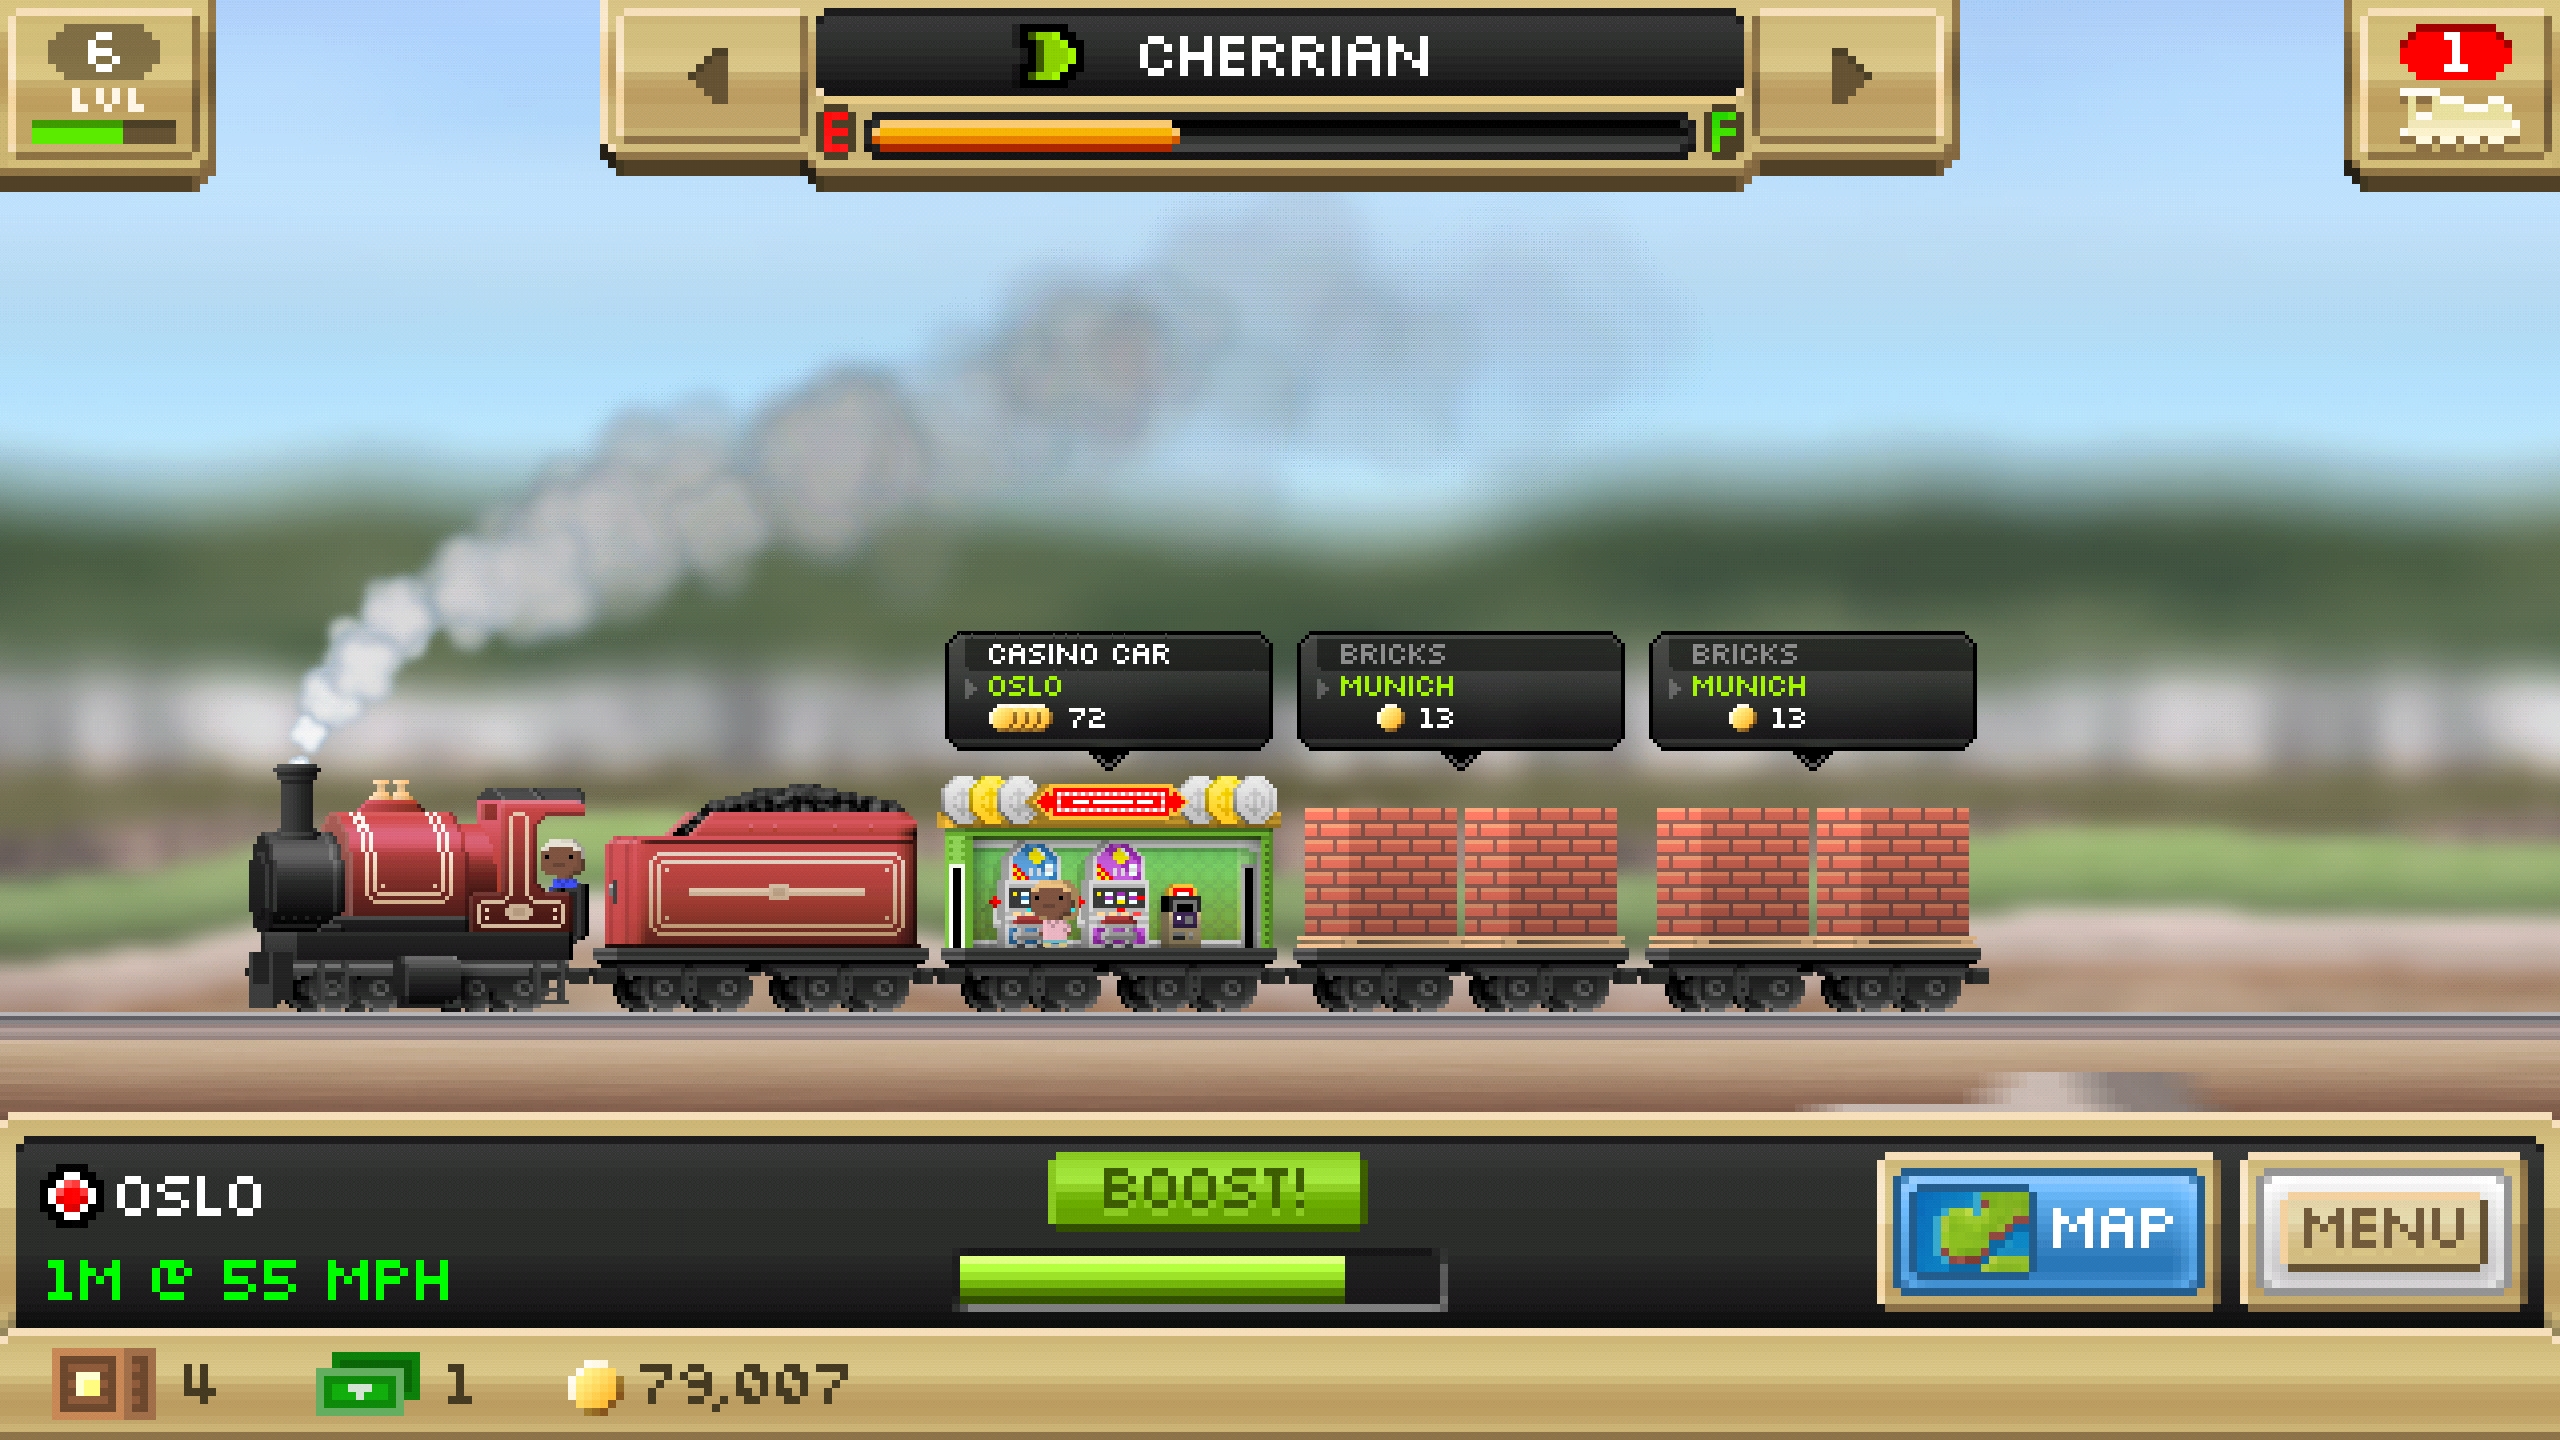 6
LVL
CHERRIAN
E
F
1
CASINO CAR
OSLO
72
BRICKS
MUNICH
13
BRICKS
MUNICH
13
OSLO
1M @ 55 MPH
BOOST!
MAP
MENU
4
1
79,007